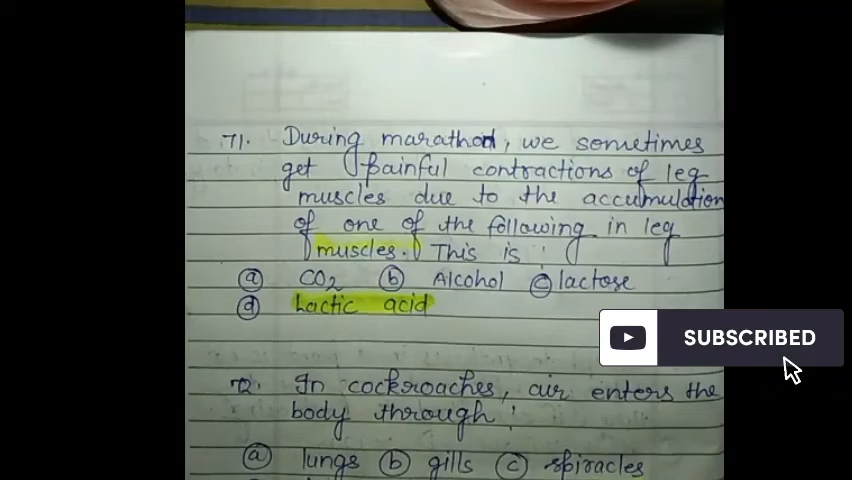 71. During marathon, we sometimes
get painful contractions of leg
muscles due to the accumulation
of one of the following in leg
muscles. This is :
(a) CO2 (b) Alcohol (c) lactose
(d) Lactic acid
SUBSCRIBED
72. In cockroaches, air enters the
body through :
(a) lungs (b) gills (c) spiracles